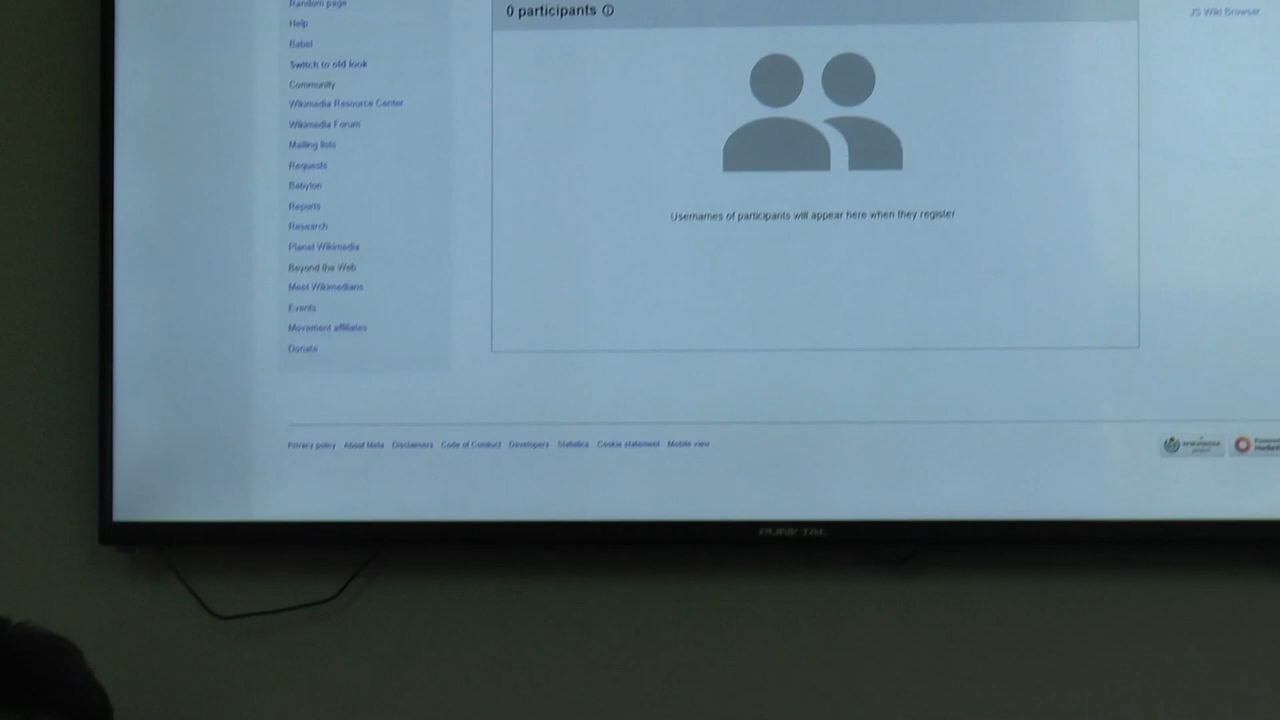 Random page
Help
Babel
Switch to old look
Community
Wikimedia Resource Center
Wikimedia Forum
Mailing lists
Requests
Babylon
Reports
Research
Planet Wikimedia
Beyond the Web
Meet Wikimedians
Events
Movement affiliates
Donate
0 participants
Usernames of participants will appear here when they register
JS Wiki Browser
Privacy policy About Meta Disclaimers Code of Conduct Developers Statistics Cookie statement Mobile view
WIKIMEDIA project
PUNKTAL